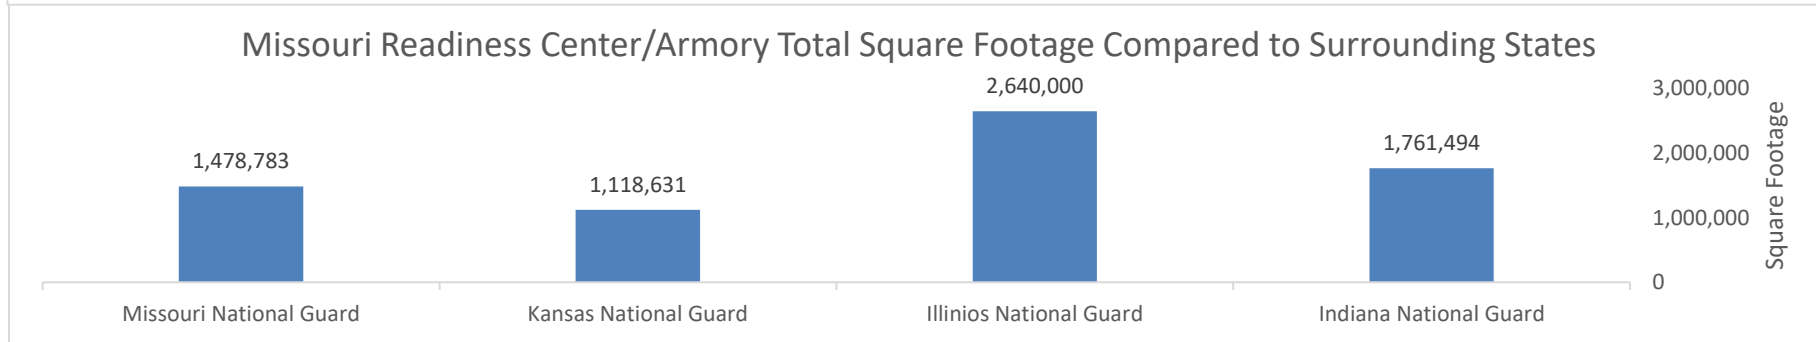 Missouri Readiness Center/Armory Total Square Footage Compared to Surrounding States
1,478,783
1,118,631
2,640,000
1,761,494
3,000,000
2,000,000
1,000,000
0
Square Footage
Missouri National Guard
Kansas National Guard
Illinios National Guard
Indiana National Guard